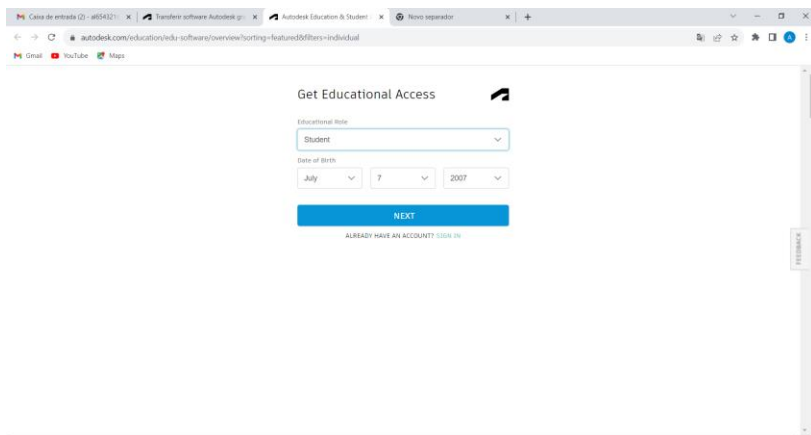 Caixa de entrada (2) - al654321
Transferir software Autodesk gr
Autodesk Education & Student
Novo separador
autodesk.com/education/edu-software/overview?sorting=featured&filters=individual
A
Gmail
YouTube
Maps
Get Educational Access
Educational Role
Student
Date of Birth
July
7
2007
NEXT
ALREADY HAVE AN ACCOUNT? SIGN IN
FEEDBACK